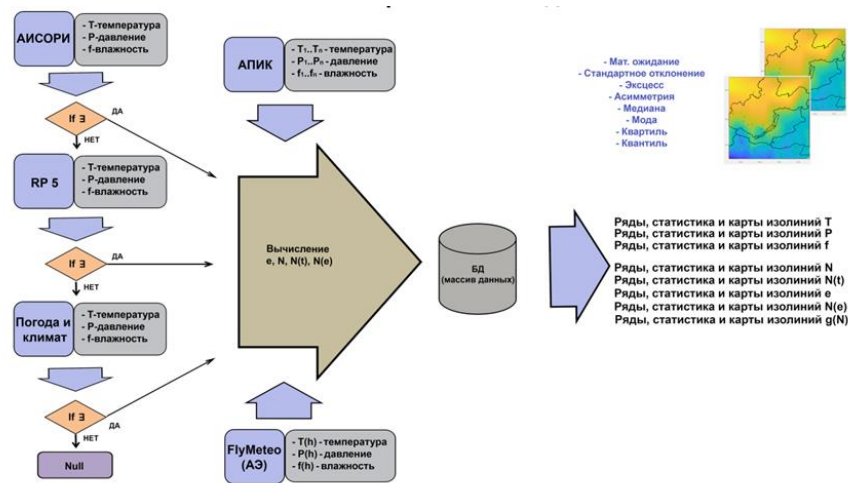 АИСОРИ
- Т-температура
- Р-давление
- f-влажность
If ∃
ДА
НЕТ
RP 5
- Т-температура
- Р-давление
- f-влажность
If ∃
ДА
НЕТ
Погода и
климат
- Т-температура
- Р-давление
- f-влажность
If ∃
ДА
НЕТ
Null
АПИК
- T₁..Tₙ - температура
- P₁..Pₙ - давление
- f₁..fₙ - влажность
Вычисление
e, N, N(t), N(e)
FlyMeteo
(АЭ)
- T(h) - температура
- P(h) - давление
- f(h) - влажность
БД
(массив данных)
- Мат. ожидание
- Стандартное отклонение
- Эксцесс
- Асимметрия
- Медиана
- Мода
- Квартиль
- Квантиль
Ряды, статистика и карты изолиний T
Ряды, статистика и карты изолиний P
Ряды, статистика и карты изолиний f
Ряды, статистика и карты изолиний N
Ряды, статистика и карты изолиний N(t)
Ряды, статистика и карты изолиний e
Ряды, статистика и карты изолиний N(e)
Ряды, статистика и карты изолиний g(N)